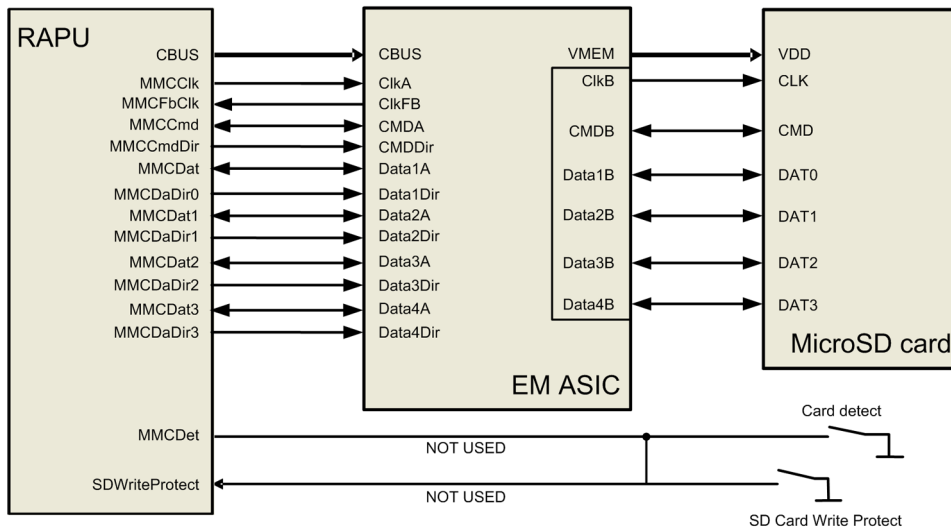 RAPU
CBUS
MMCClk
MMCFbClk
MMCCmd
MMCCmdDir
MMCDat
MMCDaDir0
MMCDat1
MMCDaDir1
MMCDat2
MMCDaDir2
MMCDat3
MMCDaDir3
MMCDet
SDWriteProtect
CBUS
ClkA
ClkFB
CMDA
CMDDir
Data1A
Data1Dir
Data2A
Data2Dir
Data3A
Data3Dir
Data4A
Data4Dir
VMEM
ClkB
CMDB
Data1B
Data2B
Data3B
Data4B
EM ASIC
VDD
CLK
CMD
DAT0
DAT1
DAT2
DAT3
MicroSD card
Card detect
NOT USED
NOT USED
SD Card Write Protect